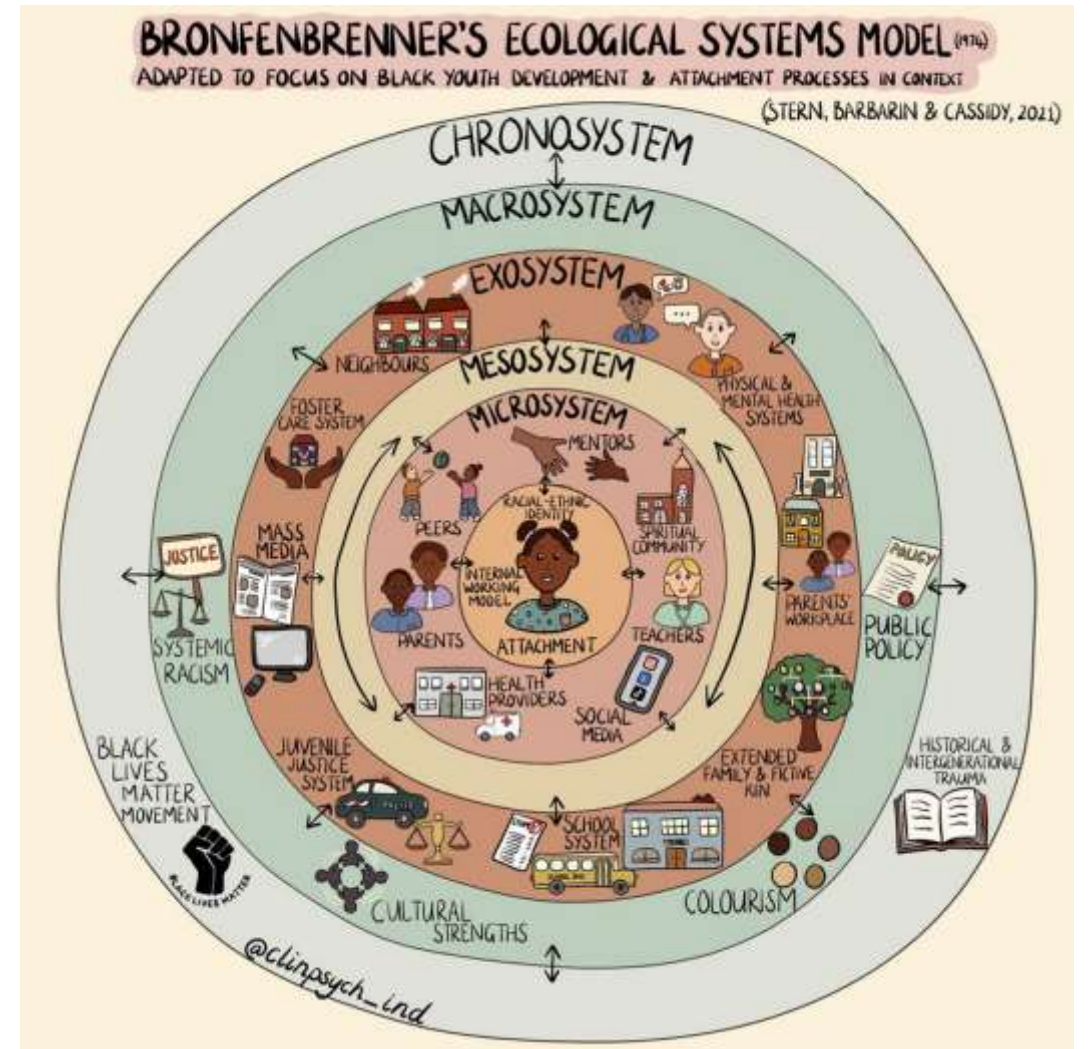 BRONFENBRENNER'S ECOLOGICAL SYSTEMS MODEL (1974)
ADAPTED TO FOCUS ON BLACK YOUTH DEVELOPMENT & ATTACHMENT PROCESSES IN CONTEXT
(STERN, BARBARIN & CASSIDY, 2021)
CHRONOSYSTEM
MACROSYSTEM
EXOSYSTEM
NEIGHBOURS
PHYSICAL &
MENTAL HEALTH
SYSTEMS
MESOSYSTEM
MICROSYSTEM
FOSTER
CARE SYSTEM
MENTORS
PEERS
RACIAL-ETHNIC
IDENTITY
SPIRITUAL
COMMUNITY
MASS
MEDIA
JUSTICE
SYSTEMIC
RACISM
INTERNAL
WORKING
MODEL
PARENTS
ATTACHMENT
TEACHERS
PARENTS'
WORKPLACE
POLICY
PUBLIC
POLICY
HEALTH
PROVIDERS
SOCIAL
MEDIA
JUVENILE
JUSTICE
SYSTEM
EXTENDED
FAMILY & FICTIVE
KIN
BLACK
LIVES
MATTER
MOVEMENT
HISTORICAL &
INTERGENERATIONAL
TRAUMA
BLACK LIVES MATTER
SCHOOL
SYSTEM
SCHOOL BUS
CULTURAL
STRENGTHS
COLOURISM
@clinpsych_ind